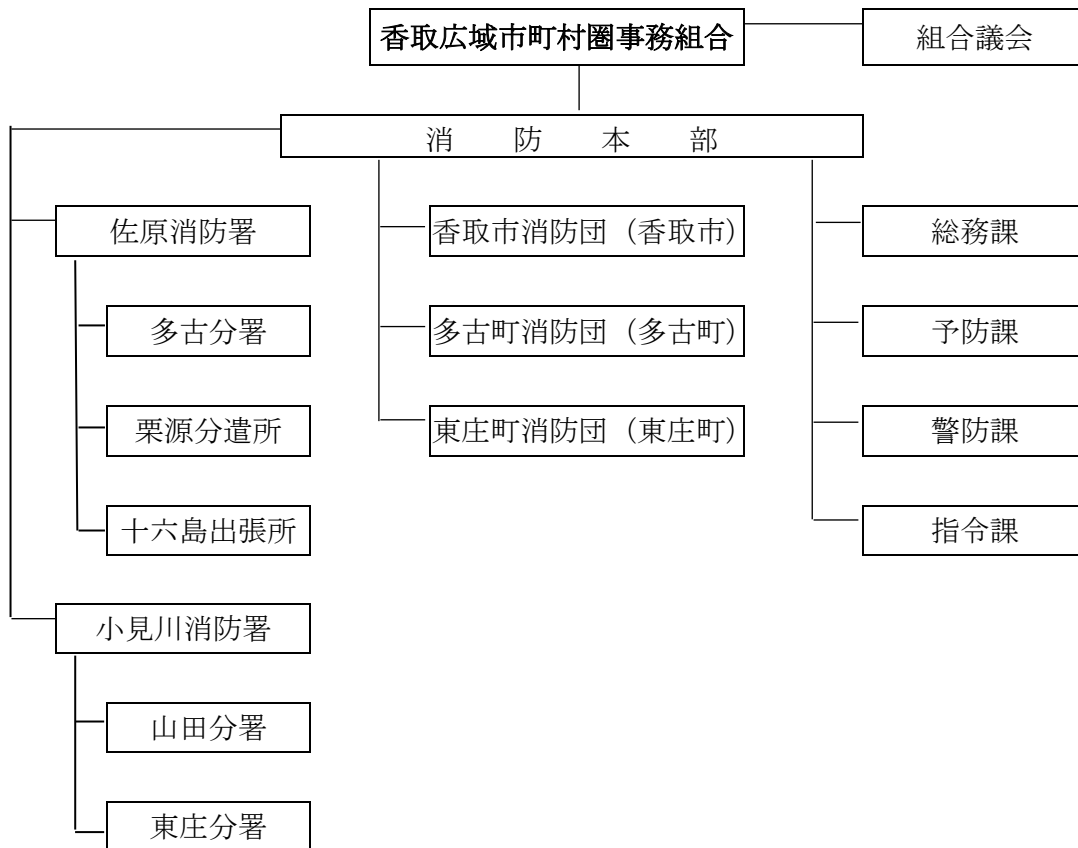 香取広域市町村圏事務組合
組合議会
消防本部
佐原消防署
香取市消防団（香取市）
総務課
多古分署
多古町消防団（多古町）
予防課
栗源分遣所
東庄町消防団（東庄町）
警防課
十六島出張所
指令課
小見川消防署
山田分署
東庄分署